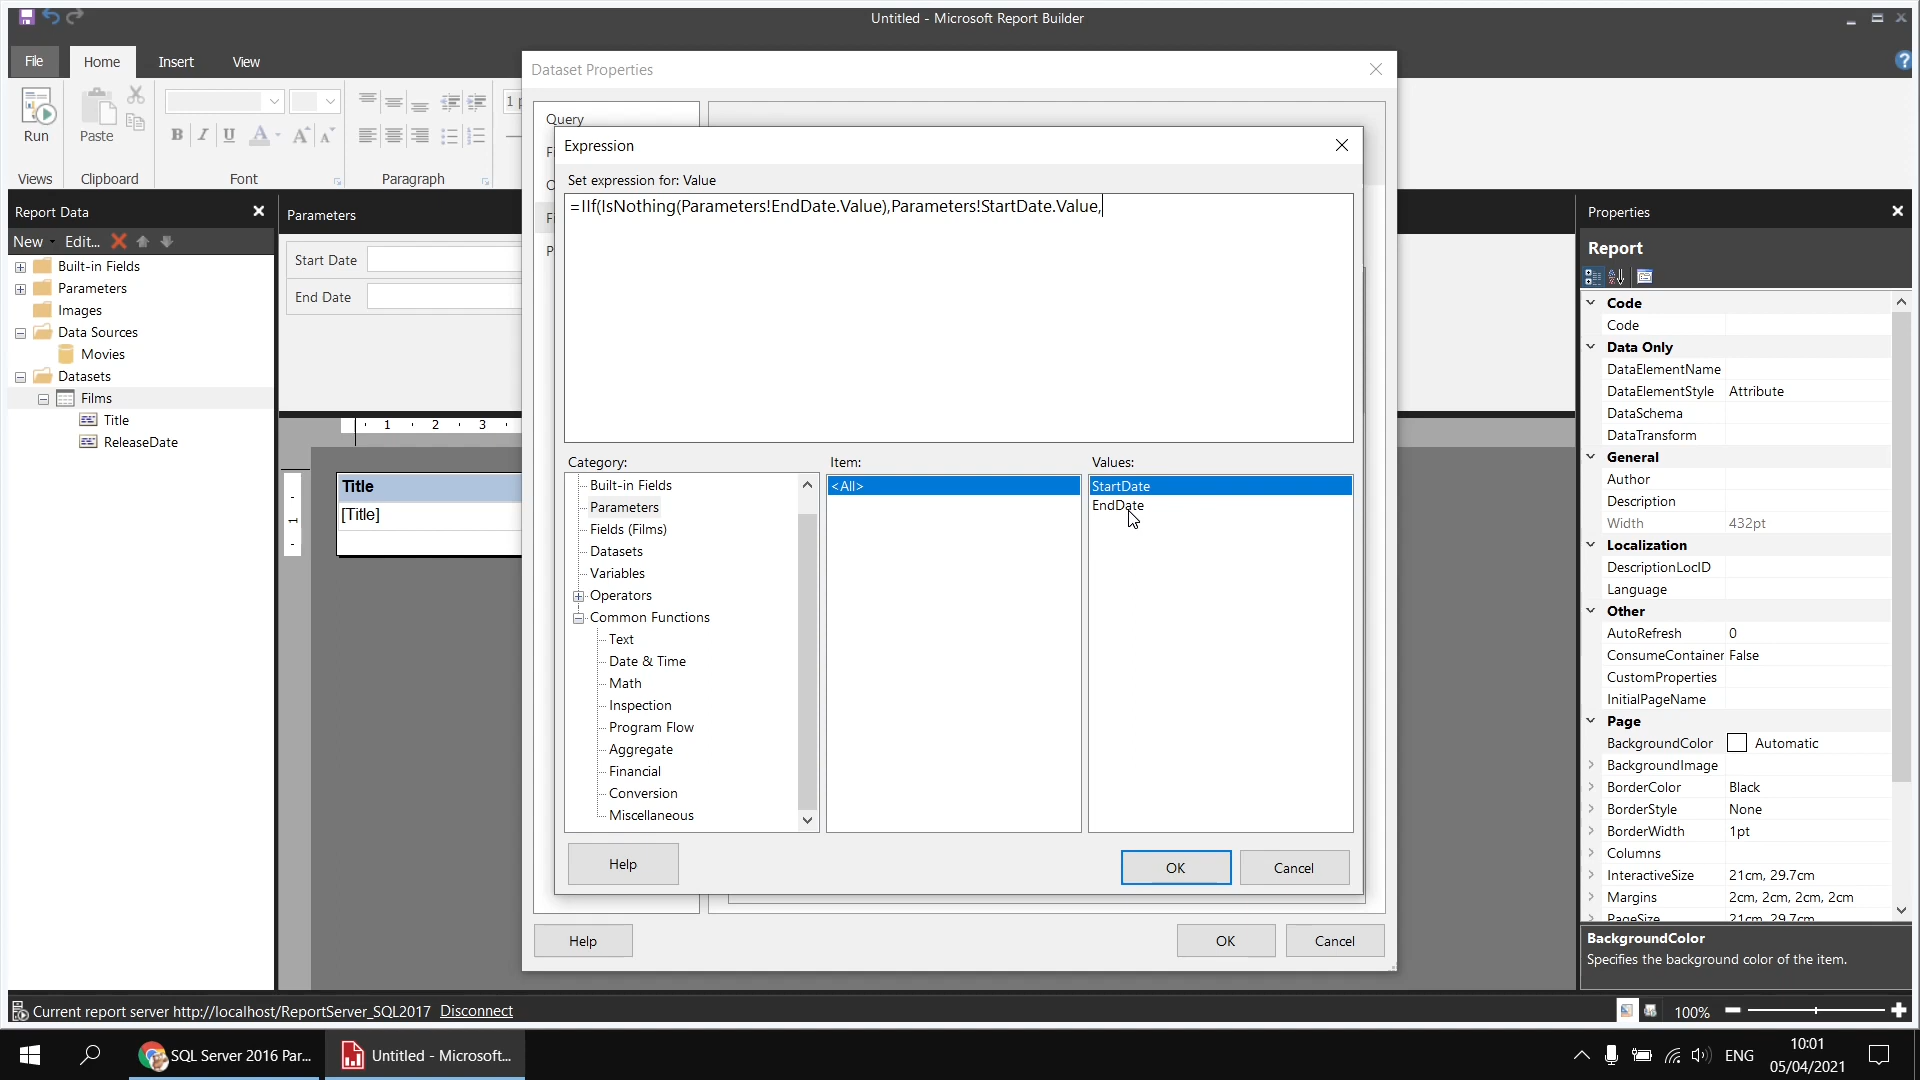 Untitled - Microsoft Report Builder
File
Home
Insert
View
Run
Paste
B I U A A A
Views
Clipboard
Font
Paragraph
Dataset Properties
Query
Expression
Set expression for: Value
=IIf(IsNothing(Parameters!EndDate.Value),Parameters!StartDate.Value,
Category:
Item:
Values:
Built-in Fields
Parameters
Fields (Films)
Datasets
Variables
Operators
Common Functions
Text
Date & Time
Math
Inspection
Program Flow
Aggregate
Financial
Conversion
Miscellaneous
<All>
StartDate
EndDate
Help
OK
Cancel
Help
OK
Cancel
Report Data
New
Edit...
Built-in Fields
Parameters
Images
Data Sources
Movies
Datasets
Films
Title
ReleaseDate
Parameters
Start Date
End Date
1 2 3
1
Title
[Title]
Properties
Report
Code
Code
Data Only
DataElementName
DataElementStyle Attribute
DataSchema
DataTransform
General
Author
Description
Width 432pt
Localization
DescriptionLocID
Language
Other
AutoRefresh 0
ConsumeContainer False
CustomProperties
InitialPageName
Page
BackgroundColor Automatic
BackgroundImage
BorderColor Black
BorderStyle None
BorderWidth 1pt
Columns
InteractiveSize 21cm, 29.7cm
Margins 2cm, 2cm, 2cm, 2cm
PageSize 21cm, 29.7cm
BackgroundColor
Specifies the background color of the item.
Current report server http://localhost/ReportServer_SQL2017 Disconnect
100%
SQL Server 2016 Par...
Untitled - Microsoft...
ENG
10:01
05/04/2021